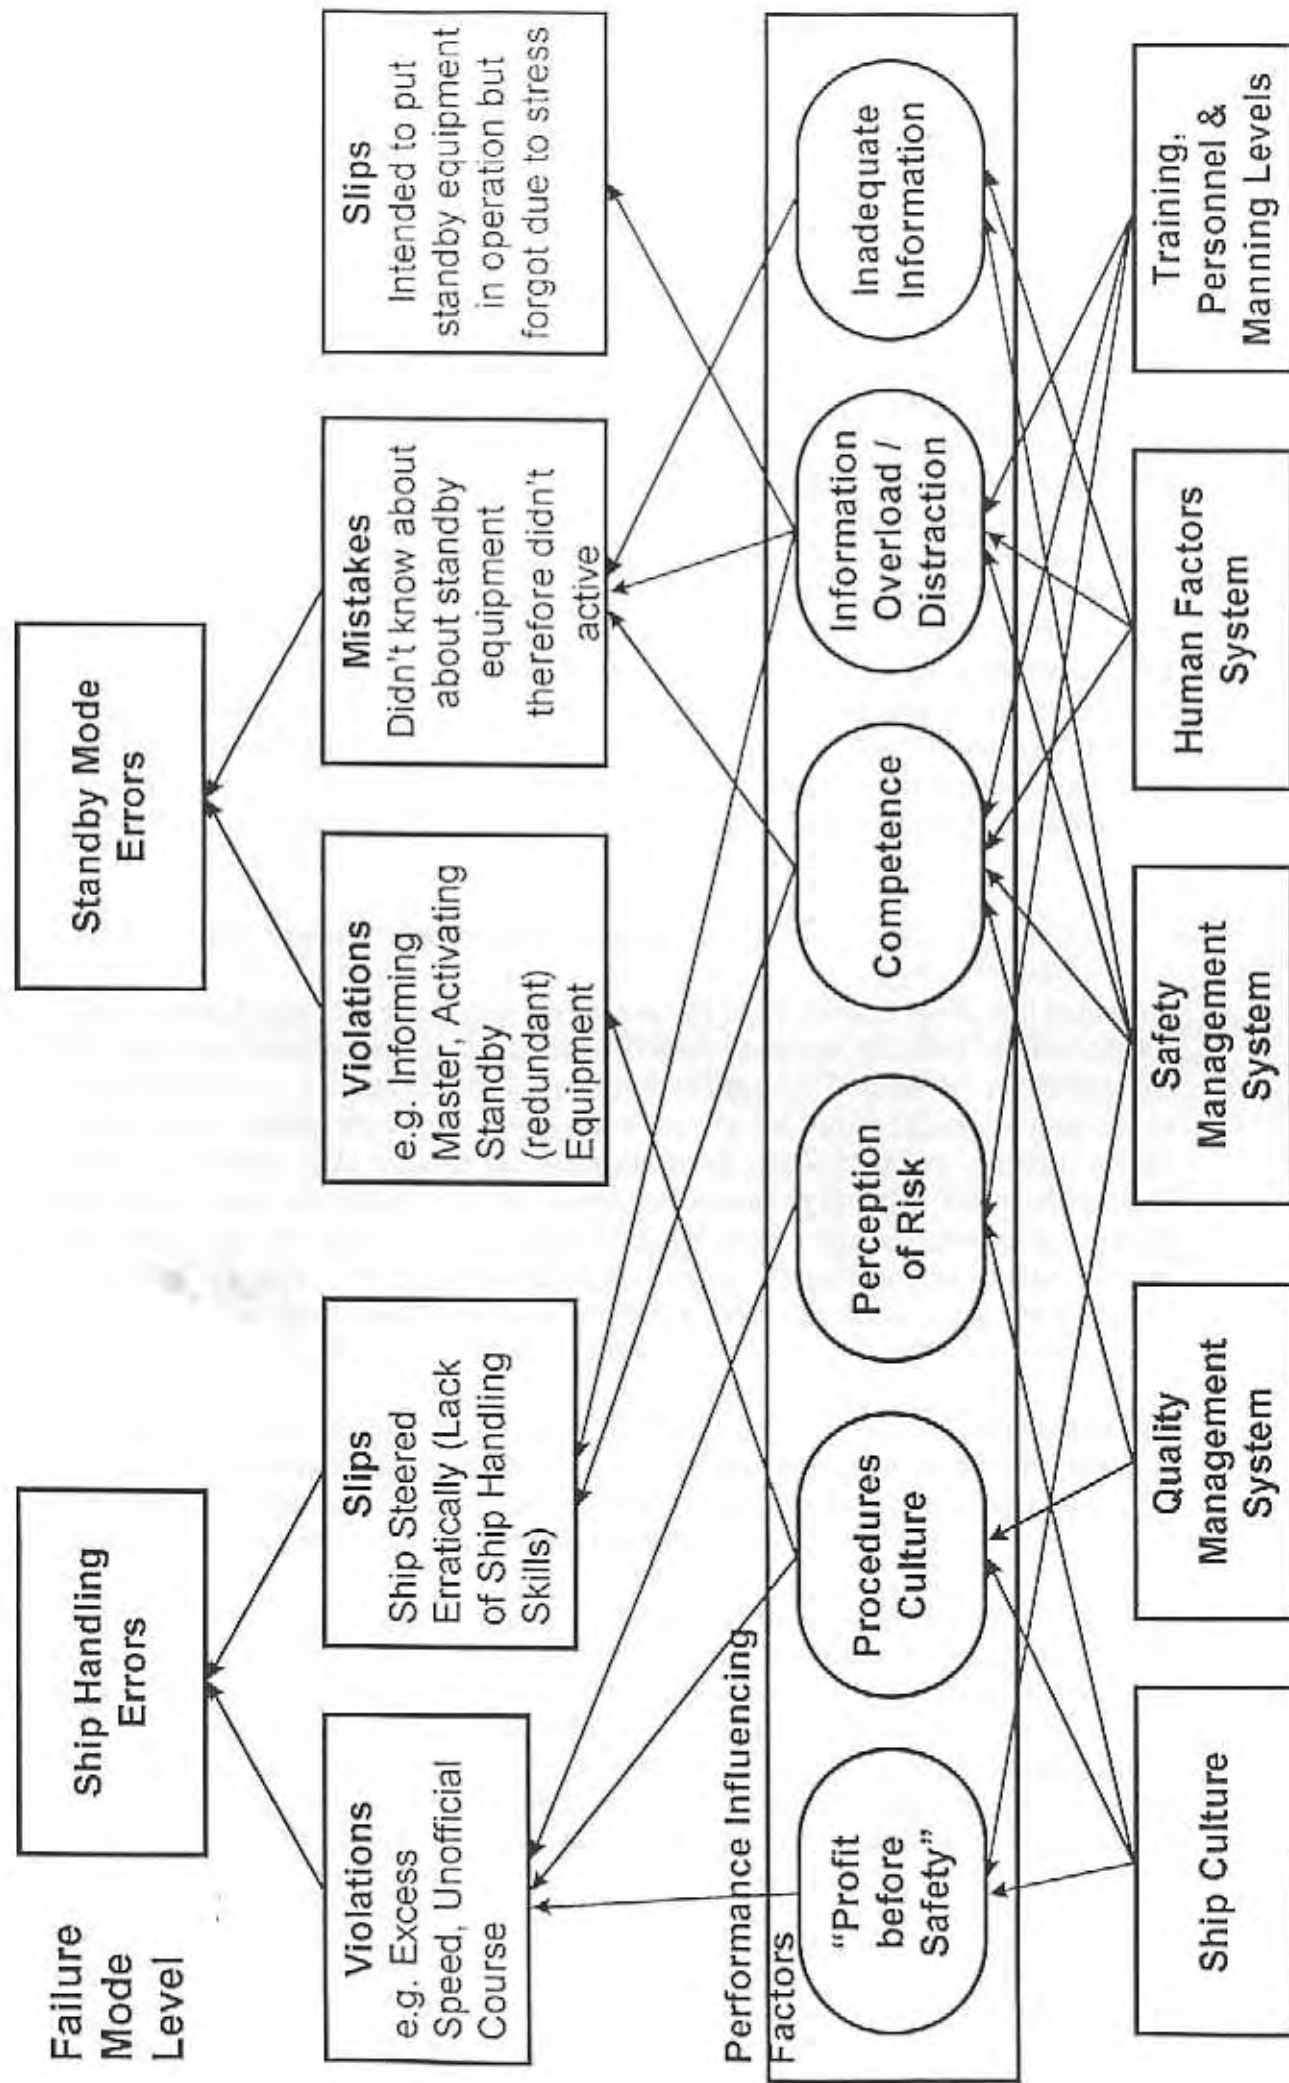 Failure
Mode
Level
Ship Handling
Errors
Standby Mode
Errors
Violations
e.g. Excess
Speed, Unofficial
Course
Slips
Ship Steered
Erratically (Lack
of Ship Handling
Skills)
Violations
e.g. Informing
Master, Activating
Standby
(redundant)
Equipment
Mistakes
Didn't know about
about standby
equipment
therefore didn't
active
Slips
Intended to put
standby equipment
in operation but
forgot due to stress
Performance Influencing
Factors
“Profit
before
Safety”
Procedures
Culture
Perception
of Risk
Competence
Information
Overload /
Distraction
Inadequate
Information
Ship Culture
Quality
Management
System
Safety
Management
System
Human Factors
System
Training,
Personnel &
Manning Levels